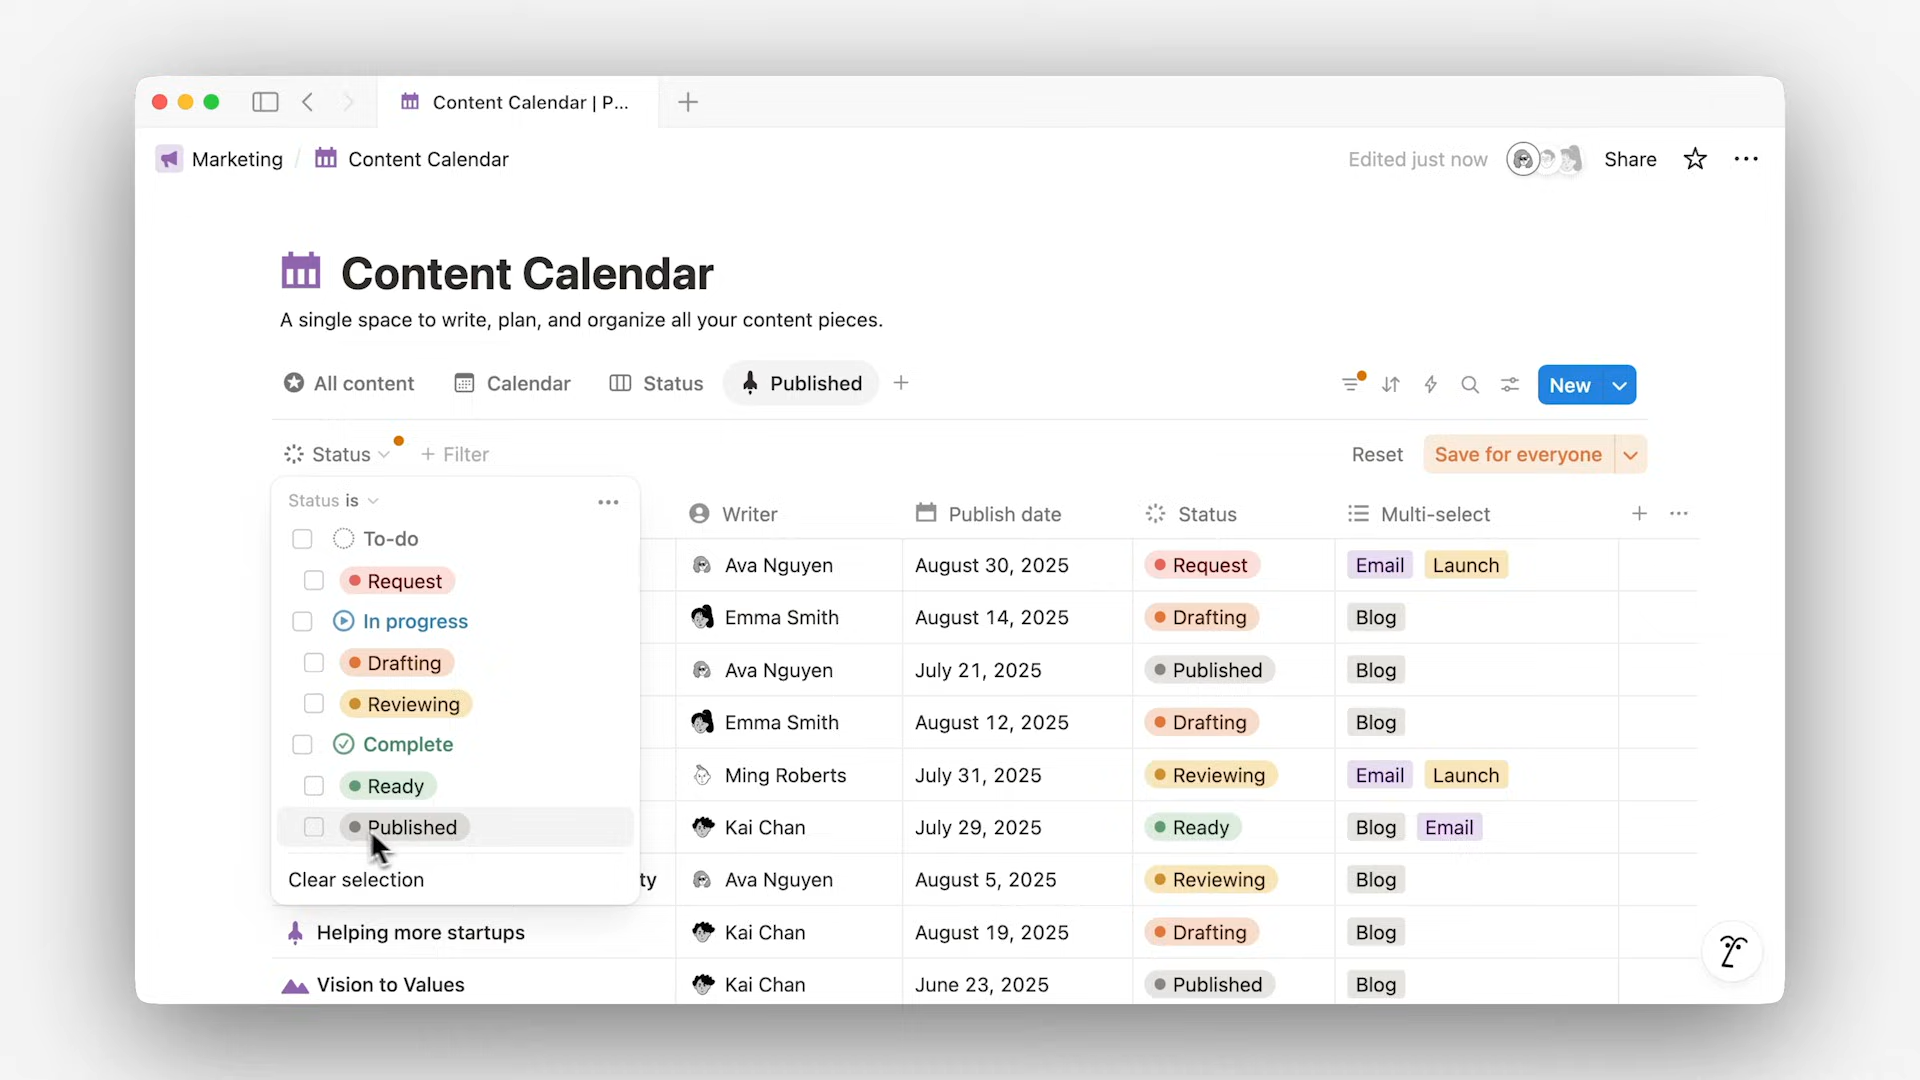 Content Calendar | P...
Marketing / Content Calendar
Edited just now Share
Content Calendar
A single space to write, plan, and organize all your content pieces.
All content Calendar Status Published
New
Status + Filter
Reset Save for everyone
Status is
To-do
Request
In progress
Drafting
Reviewing
Complete
Ready
Published
Clear selection
Writer Publish date Status Multi-select
Ava Nguyen August 30, 2025 Request Email Launch
Emma Smith August 14, 2025 Drafting Blog
Ava Nguyen July 21, 2025 Published Blog
Emma Smith August 12, 2025 Drafting Blog
Ming Roberts July 31, 2025 Reviewing Email Launch
Kai Chan July 29, 2025 Ready Blog Email
ty Ava Nguyen August 5, 2025 Reviewing Blog
Helping more startups Kai Chan August 19, 2025 Drafting Blog
Vision to Values Kai Chan June 23, 2025 Published Blog